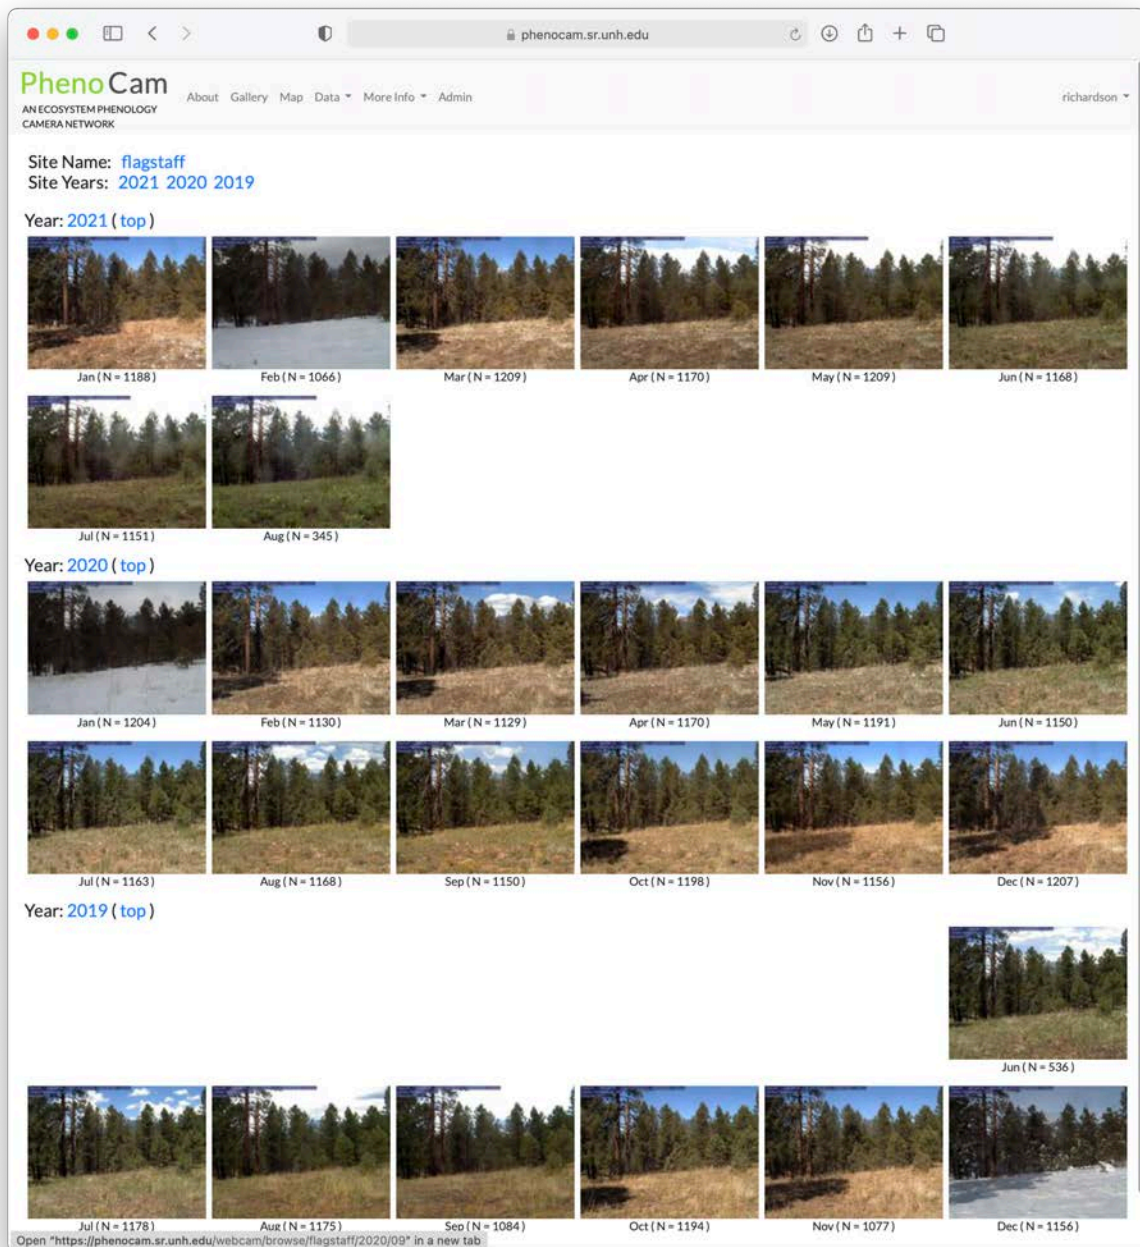 phenocam.sr.unh.edu
PhenoCam
AN ECOSYSTEM PHENOLOGY
CAMERA NETWORK
About Gallery Map Data More Info Admin
richardson
Site Name: flagstaff
Site Years: 2021 2020 2019
Year: 2021 ( top )
Jan ( N = 1188 ) Feb ( N = 1066 ) Mar ( N = 1209 ) Apr ( N = 1170 ) May ( N = 1209 ) Jun ( N = 1168 )
Jul ( N = 1151 ) Aug ( N = 345 )
Year: 2020 ( top )
Jan ( N = 1204 ) Feb ( N = 1130 ) Mar ( N = 1129 ) Apr ( N = 1170 ) May ( N = 1191 ) Jun ( N = 1150 )
Jul ( N = 1163 ) Aug ( N = 1168 ) Sep ( N = 1150 ) Oct ( N = 1198 ) Nov ( N = 1156 ) Dec ( N = 1207 )
Year: 2019 ( top )
Jun ( N = 536 )
Jul ( N = 1178 ) Aug ( N = 1175 ) Sep ( N = 1084 ) Oct ( N = 1194 ) Nov ( N = 1077 ) Dec ( N = 1156 )
Open "https://phenocam.sr.unh.edu/webcam/browse/flagstaff/2020/09" in a new tab